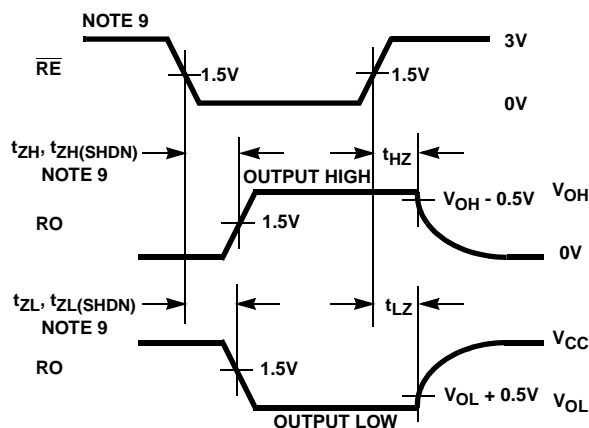 NOTE 9
3V
RE
1.5V
1.5V
0V
tZH, tZH(SHDN)
NOTE 9
tHZ
OUTPUT HIGH
VOH - 0.5V
VOH
RO
1.5V
0V
tZL, tZL(SHDN)
NOTE 9
tLZ
VCC
RO
1.5V
VOL + 0.5V
VOL
OUTPUT LOW